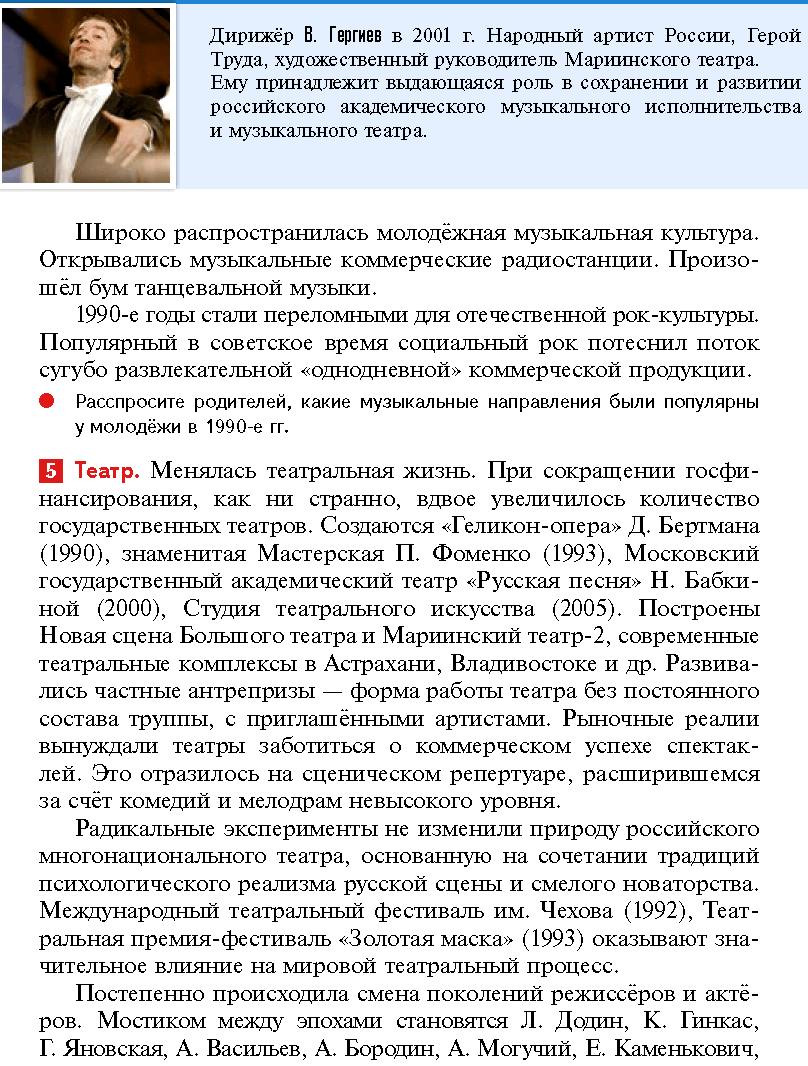 Дирижёр В. Гергиев в 2001 г. Народный артист России, Герой
Труда, художественный руководитель Мариинского театра.
Ему принадлежит выдающаяся роль в сохранении и развитии
российского академического музыкального исполнительства
и музыкального театра.
Широко распространилась молодёжная музыкальная культура.
Открывались музыкальные коммерческие радиостанции. Произо-
шёл бум танцевальной музыки.
1990-е годы стали переломными для отечественной рок-культуры.
Популярный в советское время социальный рок потеснил поток
сугубо развлекательной «однодневной» коммерческой продукции.
Расспросите родителей, какие музыкальные направления были популярны
у молодёжи в 1990-е гг.
5 Театр. Менялась театральная жизнь. При сокращении госфи-
нансирования, как ни странно, вдвое увеличилось количество
государственных театров. Создаются «Геликон-опера» Д. Бертмана
(1990), знаменитая Мастерская П. Фоменко (1993), Московский
государственный академический театр «Русская песня» Н. Бабки-
ной (2000), Студия театрального искусства (2005). Построены
Новая сцена Большого театра и Мариинский театр-2, современные
театральные комплексы в Астрахани, Владивостоке и др. Развива-
лись частные антрепризы — форма работы театра без постоянного
состава труппы, с приглашёнными артистами. Рыночные реалии
вынуждали театры заботиться о коммерческом успехе спектак-
лей. Это отразилось на сценическом репертуаре, расширившемся
за счёт комедий и мелодрам невысокого уровня.
Радикальные эксперименты не изменили природу российского
многонационального театра, основанную на сочетании традиций
психологического реализма русской сцены и смелого новаторства.
Международный театральный фестиваль им. Чехова (1992), Теат-
ральная премия-фестиваль «Золотая маска» (1993) оказывают зна-
чительное влияние на мировой театральный процесс.
Постепенно происходила смена поколений режиссёров и актё-
ров. Мостиком между эпохами становятся Л. Додин, К. Гинкас,
Г. Яновская, А. Васильев, А. Бородин, А. Могучий, Е. Каменькович,